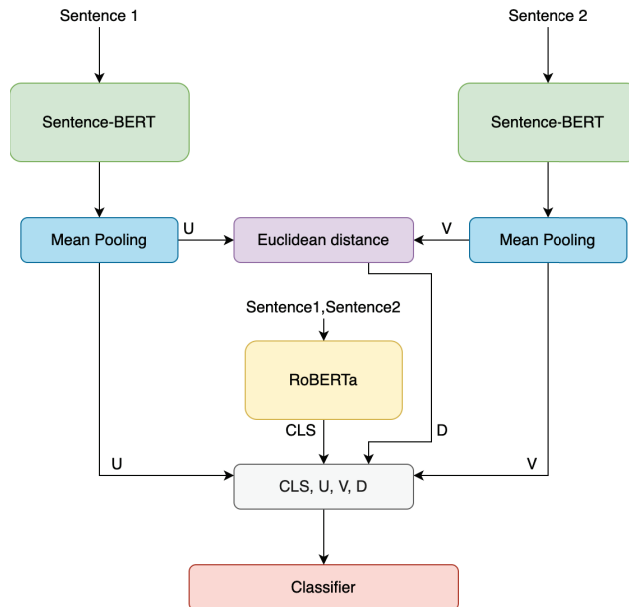 Sentence 1
Sentence 2
Sentence-BERT
Sentence-BERT
Mean Pooling
U
Euclidean distance
V
Mean Pooling
Sentence1,Sentence2
RoBERTa
CLS
D
U
V
CLS, U, V, D
Classifier